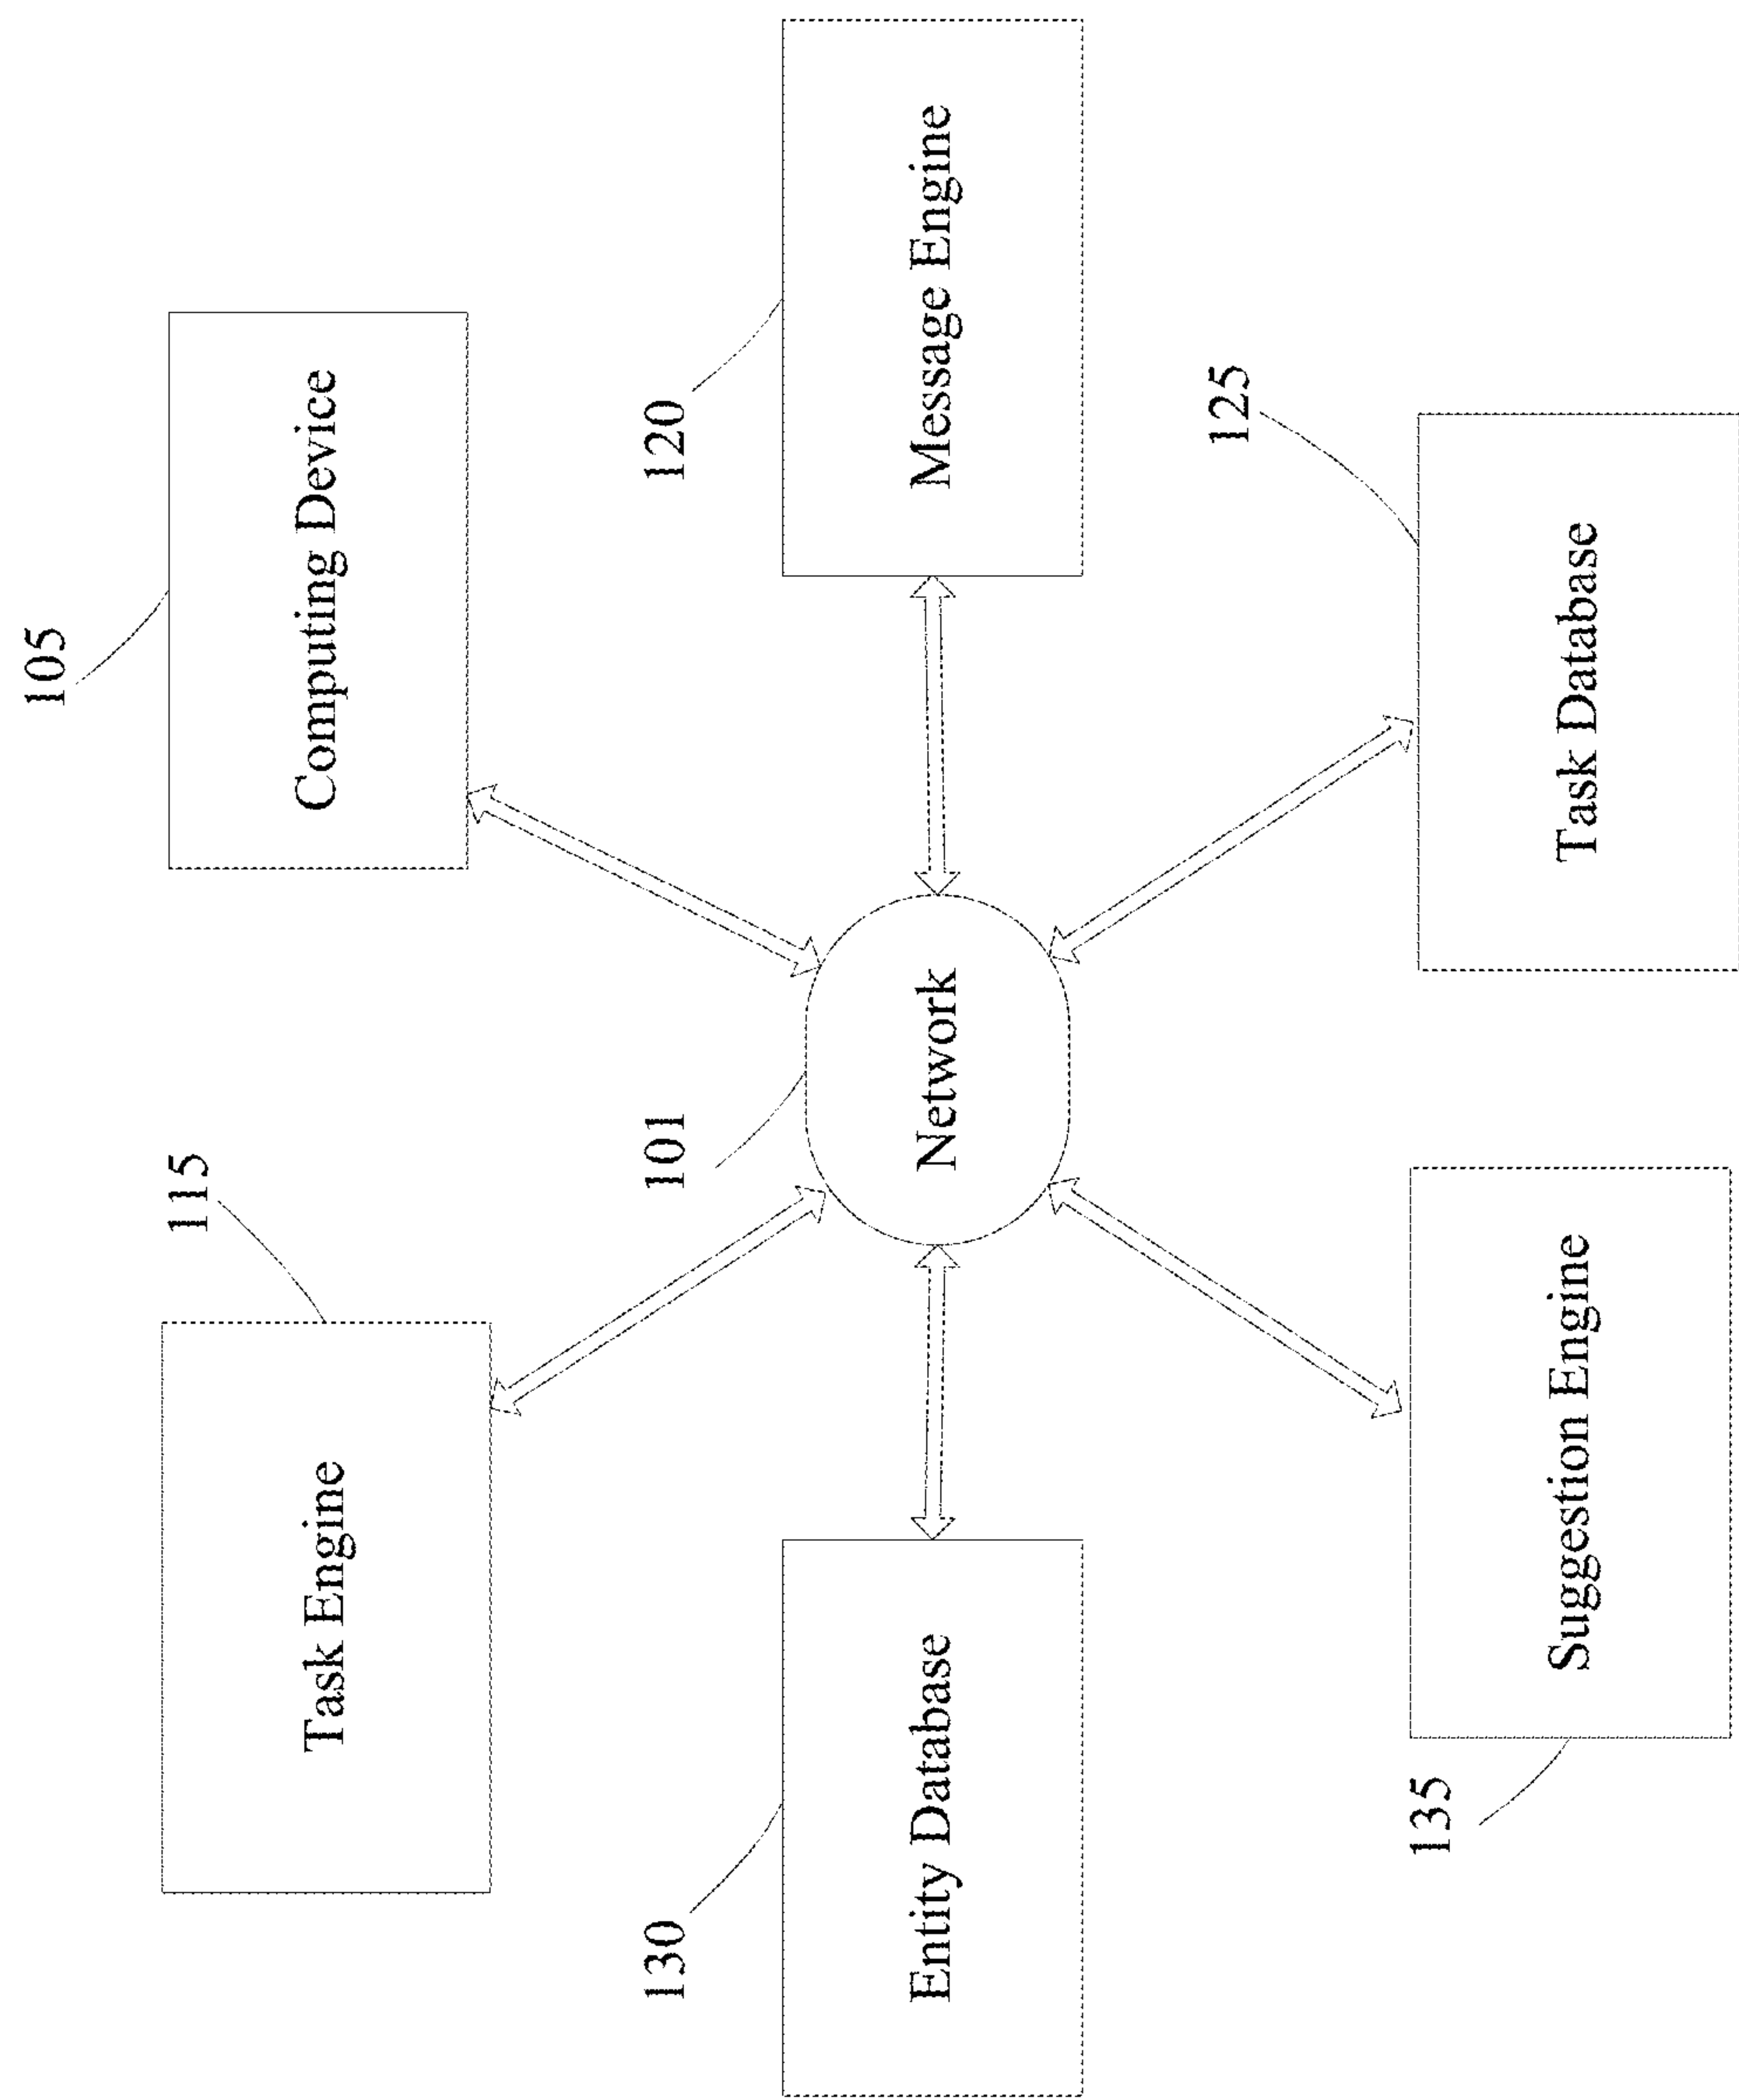 115
Task Engine
105
Computing Device
130
Entity Database
101
Network
120
Message Engine
135
Suggestion Engine
125
Task Database